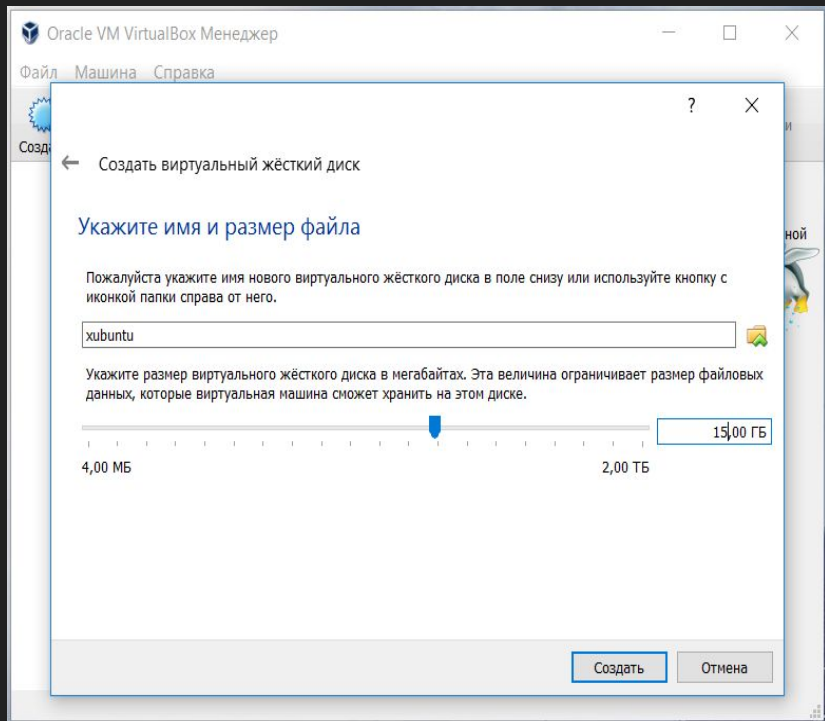 Oracle VM VirtualBox Менеджер
Файл Машина Справка
?
Созда
и
Создать виртуальный жёсткий диск
Укажите имя и размер файла
ной
Пожалуйста укажите имя нового виртуального жёсткого диска в поле снизу или используйте кнопку с
иконкой папки справа от него.
xubuntu
Укажите размер виртуального жёсткого диска в мегабайтах. Эта величина ограничивает размер файловых
данных, которые виртуальная машина сможет хранить на этом диске.
15,00 ГБ
4,00 МБ 2,00 ТБ
Создать Отмена